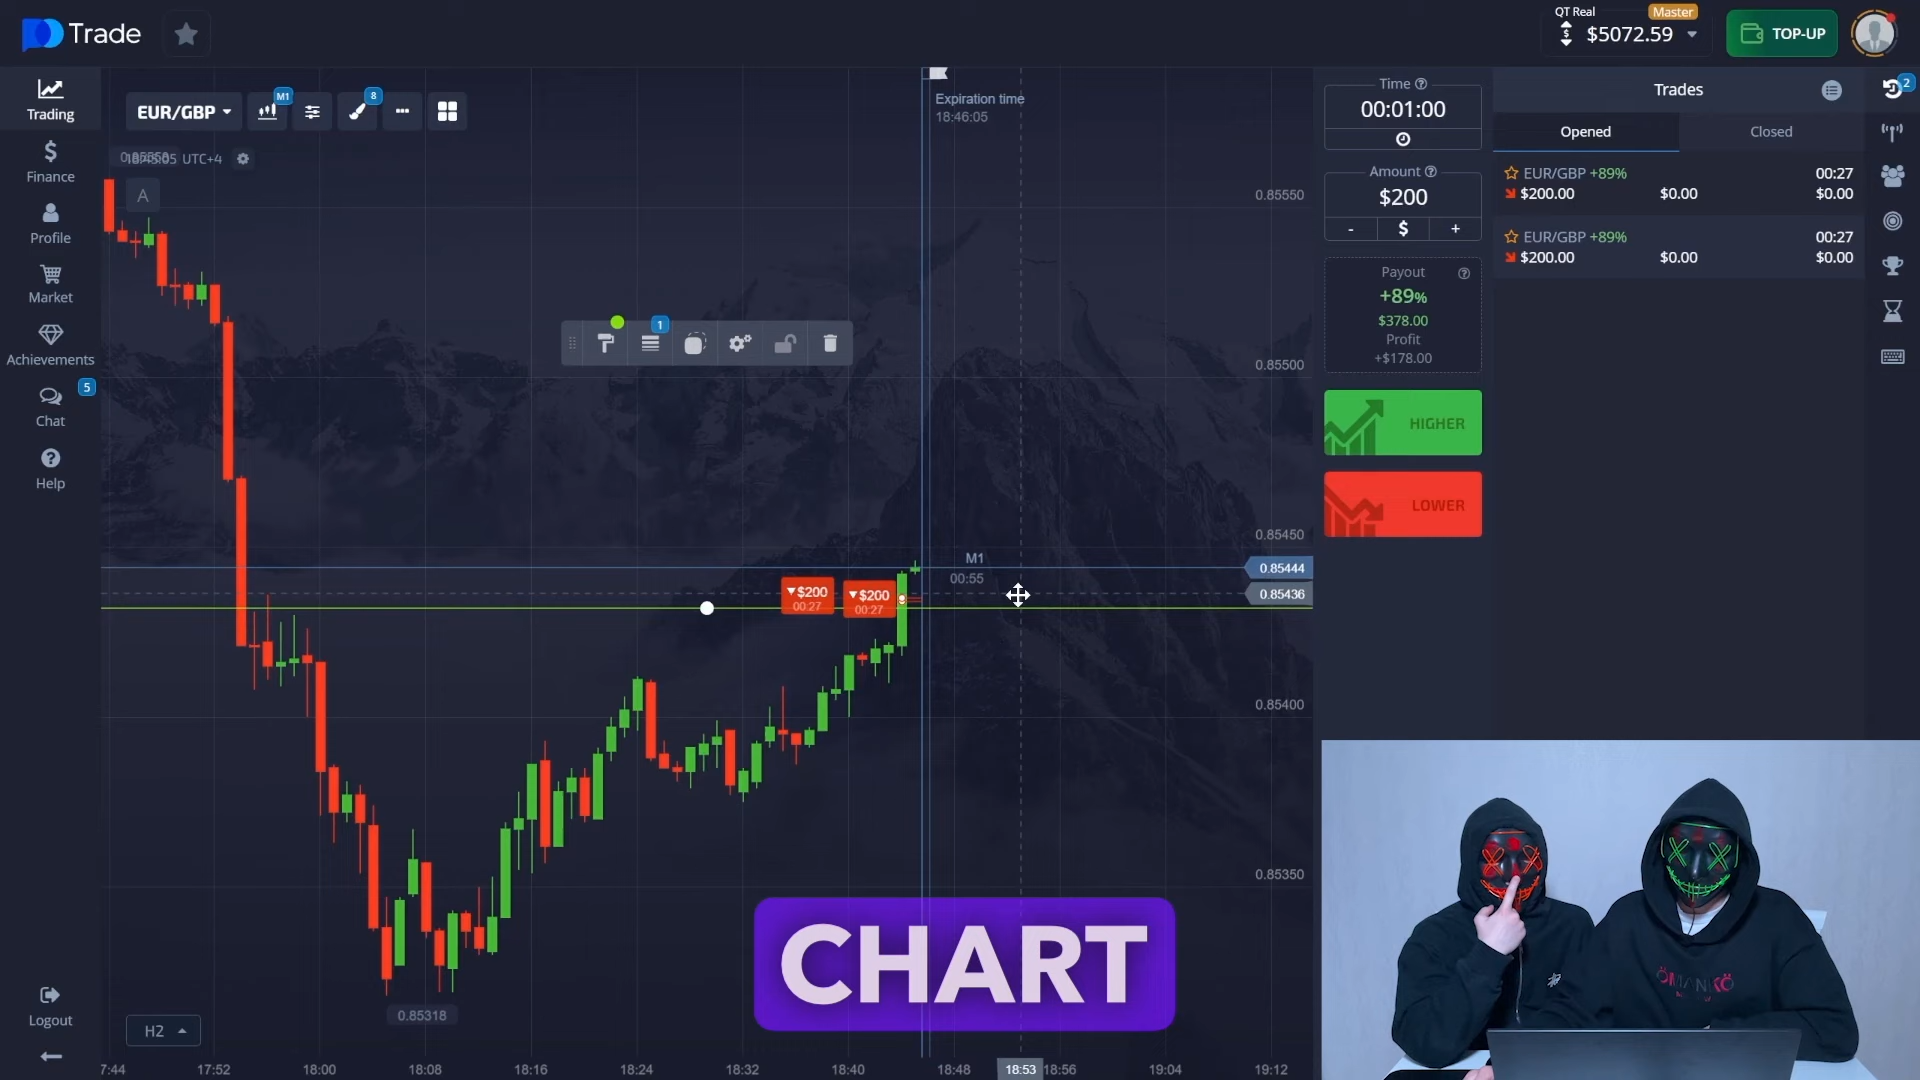 Trade
QT Real
Master
$5072.59
TOP-UP
Trading
Finance
Profile
Market
Achievements
5
Chat
Help
Logout
EUR/GBP
M1
8
UTC+4
A
1
Expiration time
18:46:05
M1
00:55
▼$200
00:27
▼$200
00:27
0.85550
0.85500
0.85450
0.85444
0.85436
0.85400
0.85350
0.85318
H2
7:44
17:52
18:00
18:08
18:16
18:24
18:32
18:40
18:48
18:53
18:56
19:04
19:12
CHART
Time
00:01:00
Amount
$200
- $ +
Payout
+89%
$378.00
Profit
+$178.00
HIGHER
LOWER
Trades
2
Opened
Closed
EUR/GBP +89% 00:27
$200.00 $0.00 $0.00
EUR/GBP +89% 00:27
$200.00 $0.00 $0.00